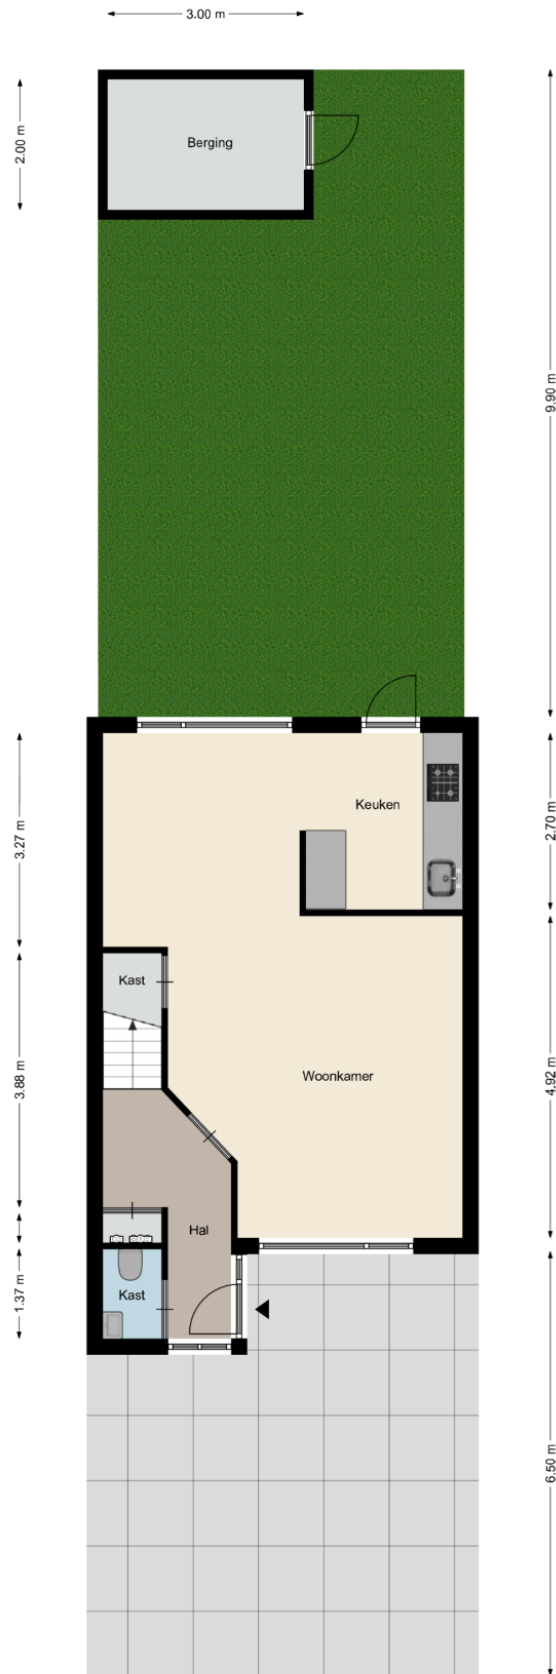 3.00 m
2.00 m
Berging
9.90 m
Keuken
3.27 m
2.70 m
Kast
Woonkamer
3.88 m
4.92 m
Hal
Kast
1.37 m
6.50 m